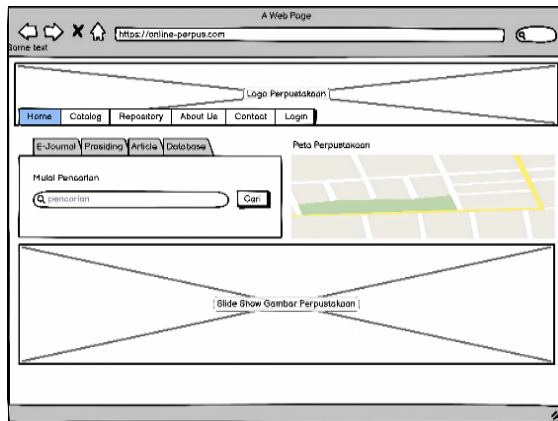 A Web Page
https://online-perpus.com
Some text
Logo Perpustakaan
Home Catalog Repository About Us Contact Login
E-Journal Prosiding Article Database
Peta Perpustakaan
Mulai Pencarian
pencarian
Cari
Slide Show Gambar Perpustakaan